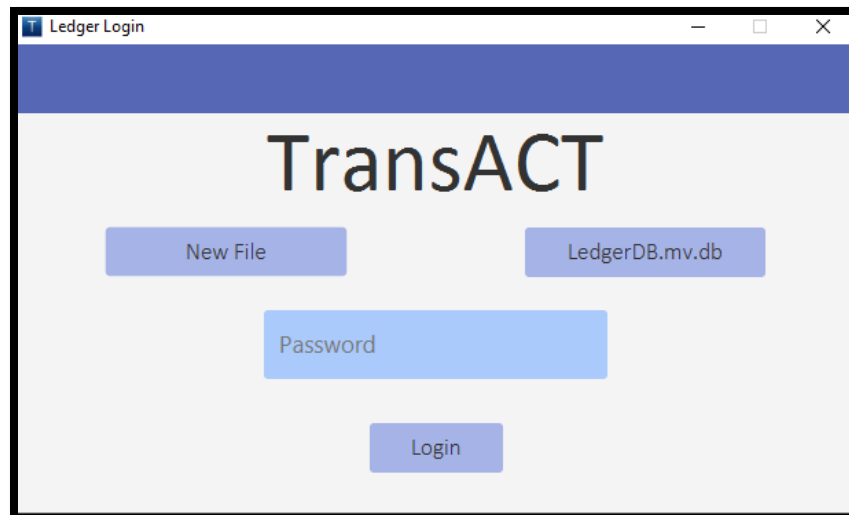 T Ledger Login
TransACT
New File
LedgerDB.mv.db
Password
Login